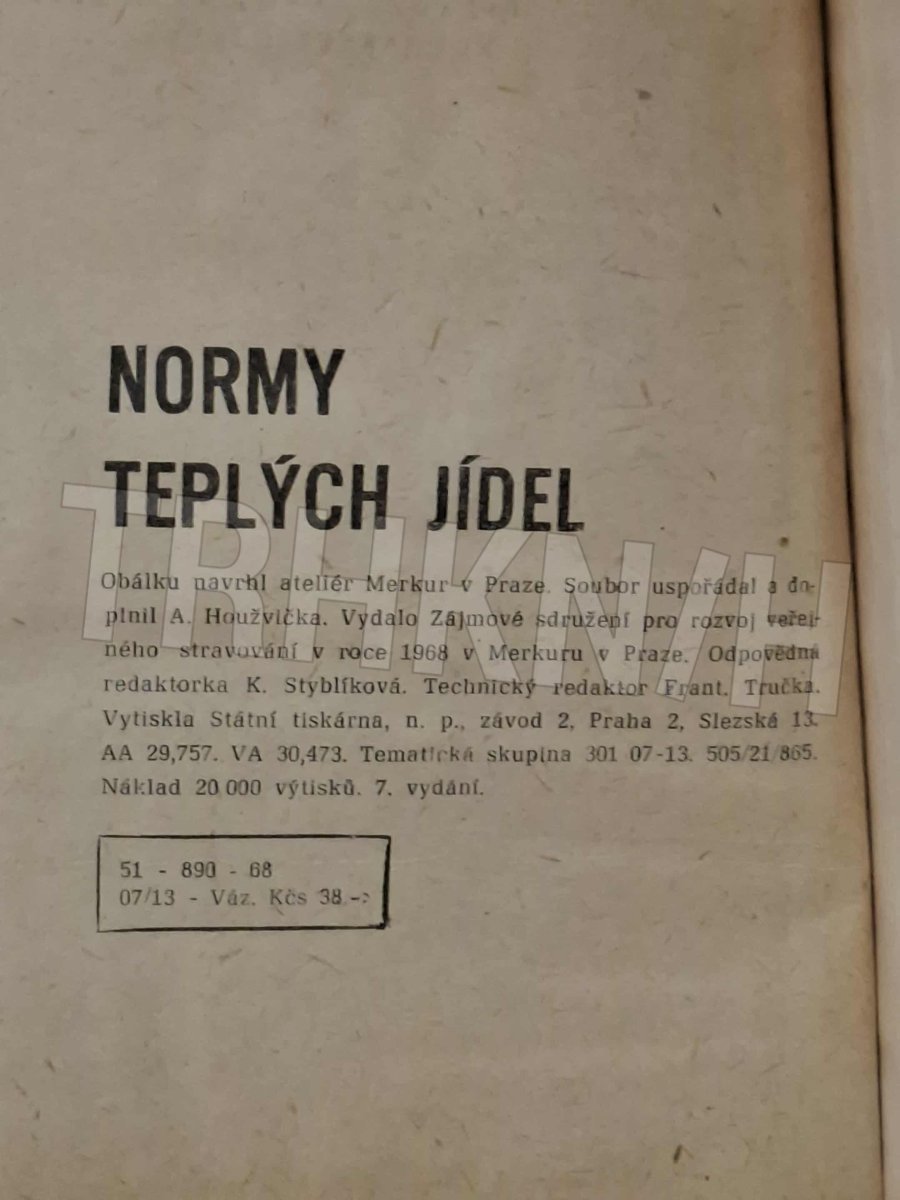 NORMY
TEPLÝCH JÍDEL
TRHKNIH
Obálku navrhl ateliér Merkur v Praze. Soubor uspořádal a do-
plnil A. Houžvička. Vydalo Zájmové sdružení pro rozvoj veřej-
ného stravování v roce 1968 v Merkuru v Praze. Odpovědná
redaktorka K. Styblíková. Technický redaktor Frant. Tručka.
Vytiskla Státní tiskárna, n. p., závod 2, Praha 2, Slezská 13.
AA 29,757. VA 30,473. Tematická skupina 301 07-13. 505/21/865.
Náklad 20 000 výtisků. 7. vydání.
51 - 890 - 68
07/13 - Váz. Kčs 38.-